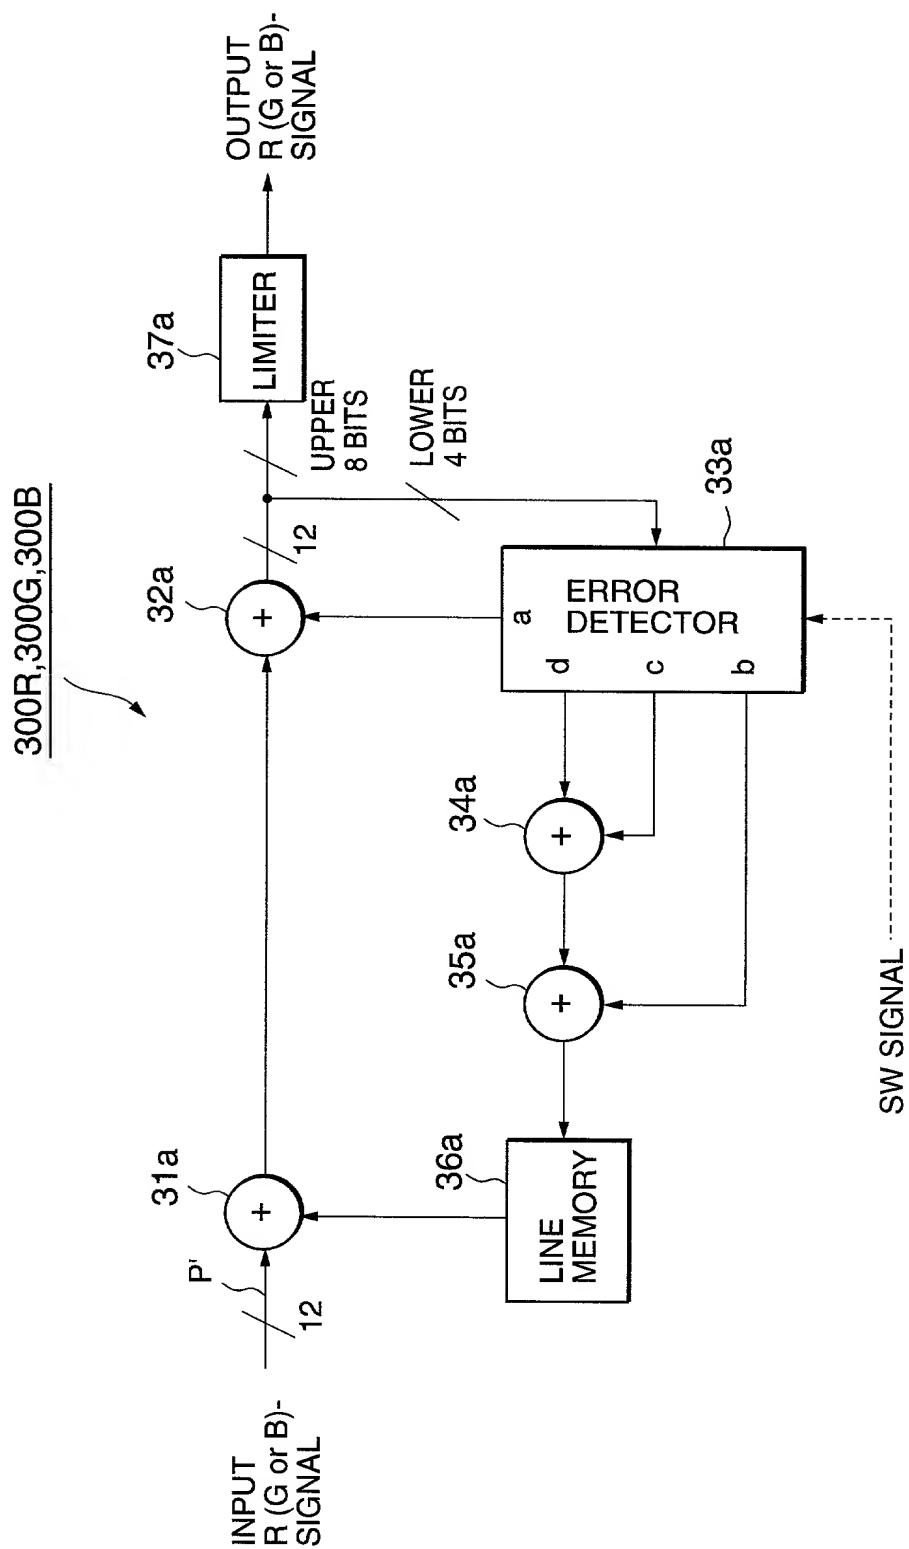 300R,300G,300B
INPUT
R (G or B)-
SIGNAL
P'
12
31a
+
32a
+
12
UPPER
8 BITS
37a
LIMITER
OUTPUT
R (G or B)-
SIGNAL
LOWER
4 BITS
33a
ERROR
DETECTOR
a
d
c
b
34a
+
35a
+
36a
LINE
MEMORY
SW SIGNAL